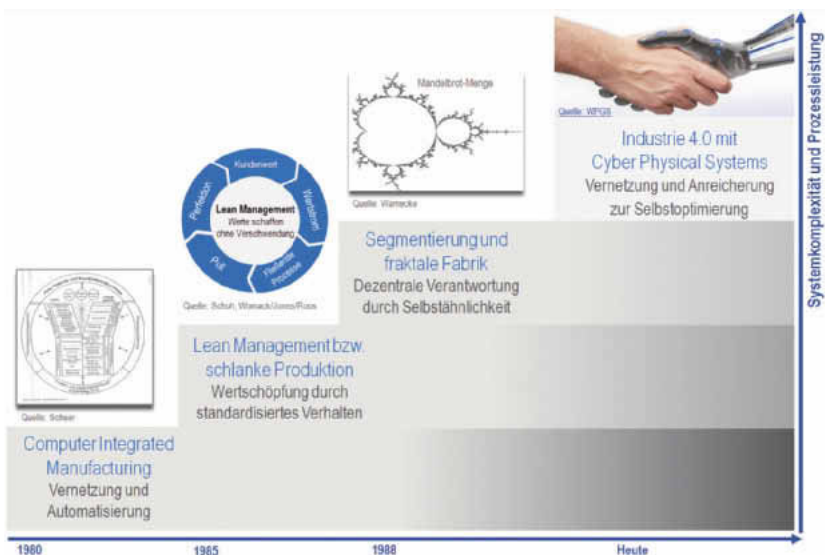 Systemkomplexität und Prozessleistung
Quelle: WPGS
Industrie 4.0 mit
Cyber Physical Systems
Vernetzung und Anreicherung
zur Selbstoptimierung
Mandelbrot-Menge
Quelle: Warnecke
Segmentierung und
fraktale Fabrik
Dezentrale Verantwortung
durch Selbstähnlichkeit
Kundenwert
Wertstrom
Fließende
Prozesse
Pull
Perfektion
Lean Management
Werte schaffen
ohne Verschwendung
Quelle: Schuh, Womack/Jones/Roos
Lean Management bzw.
schlanke Produktion
Wertschöpfung durch
standardisiertes Verhalten
Quelle: Scheer
Computer Integrated
Manufacturing
Vernetzung und
Automatisierung
1980
1985
1988
Heute